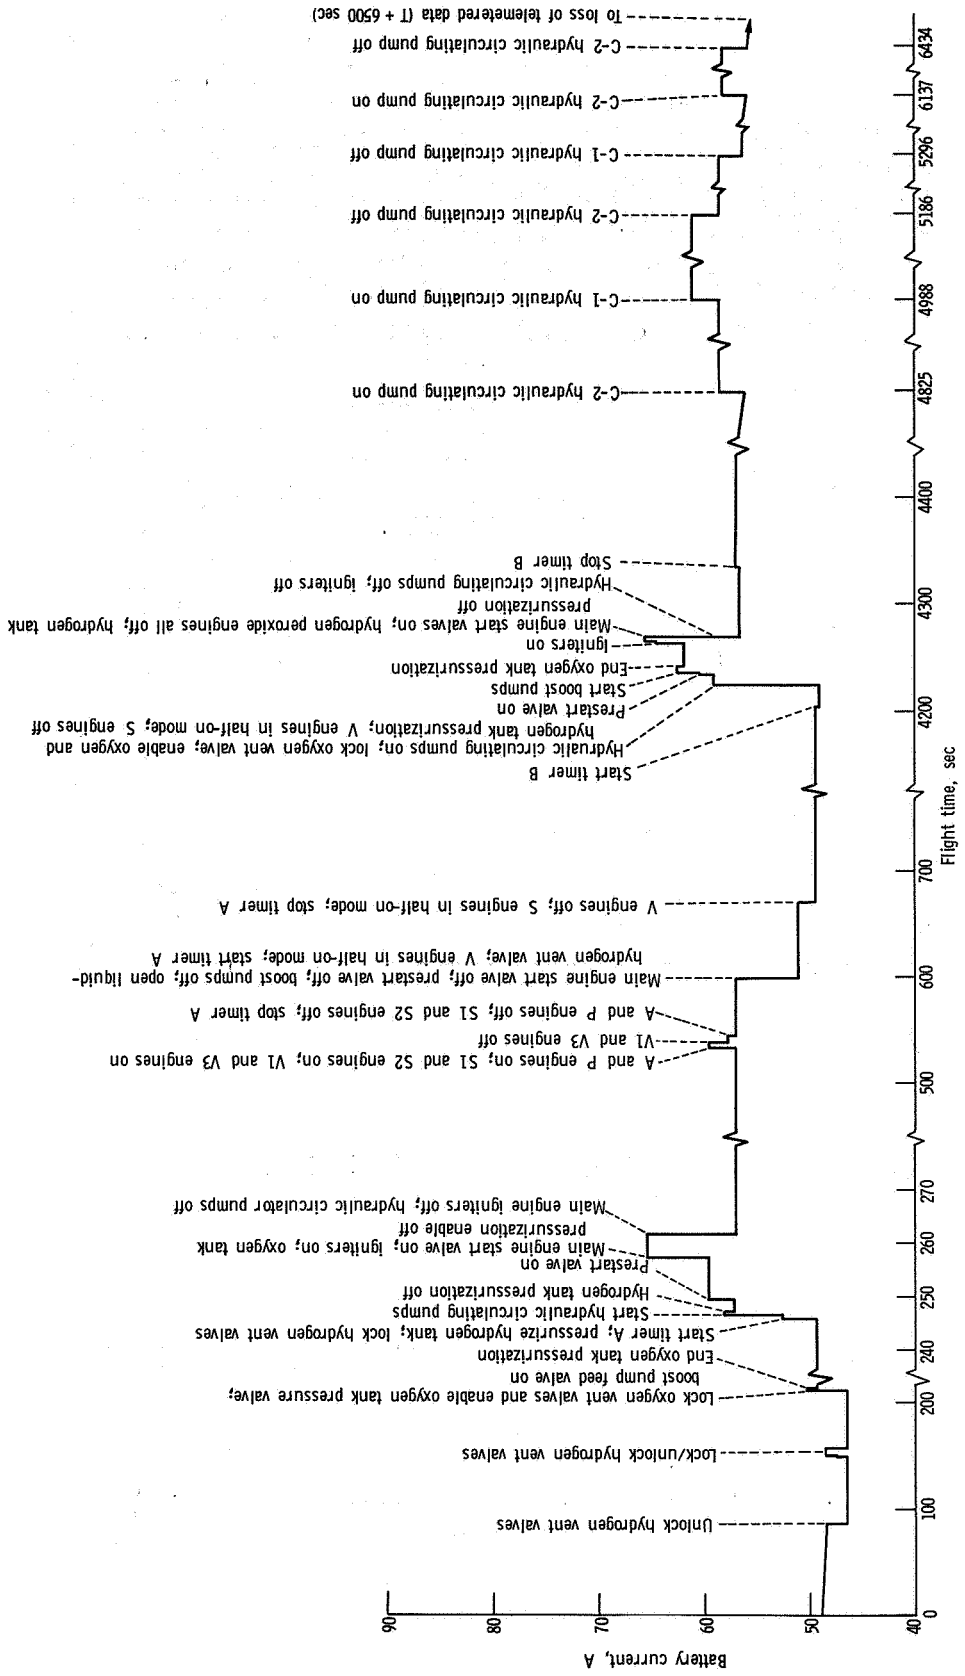 Battery current, A
90
80
70
60
50
40
0
100
200
240
250
260
270
500
600
700
4200
4300
4400
4825
4988
5186
5296
6137
6434
Flight time, sec
Unlock hydrogen vent valves
Lock/unlock hydrogen vent valves
Lock oxygen vent valves and enable oxygen tank pressure valve,
boost pump feed valve on
End oxygen tank pressurization
Start timer A; pressurize hydrogen tank; lock hydrogen vent valves
Start hydraulic circulating pumps
Hydrogen tank pressurization off
Prestart valve on
Main engine start valve on; igniters on; oxygen tank
pressurization enable off
Main engine igniters off; hydraulic circulator pumps off
A and P engines on; S1 and S2 engines on; V1 and V3 engines on
V1 and V3 engines off
A and P engines off; S1 and S2 engines off; stop timer A
Main engine start valve off; prestart valve off; boost pumps off; open liquid-
hydrogen vent valve; V engines in half-on mode; start timer A
V engines off; S engines in half-on mode; stop timer A
Start timer B
Hydrualic circulating pumps on; lock oxygen vent valve; enable oxygen and
hydrogen tank pressurization; V engines in half-on-mode; S engines off
Prestart valve on
Start boost pumps
End oxygen tank pressurization
Igniters on
Main engine start valves on; hydrogen peroxide engines all off; hydrogen tank
pressurization off
Hydraulic circulating pumps off; igniters off
Stop timer B
C-2 hydraulic circulating pump on
C-1 hydraulic circulating pump on
C-2 hydraulic circulating pump off
C-1 hydraulic circulating pump off
C-2 hydraulic circulating pump on
C-2 hydraulic circulating pump off
To loss of telemetered data (T + 6500 sec)